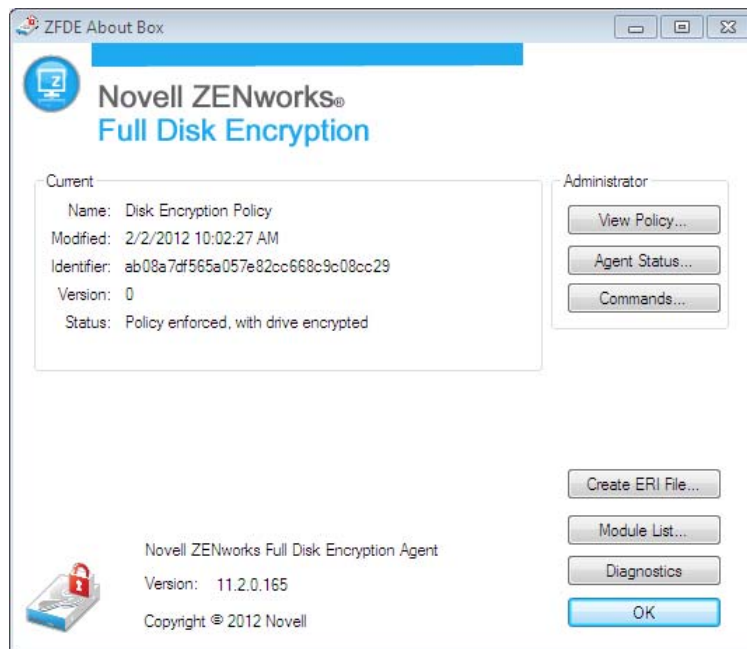 ZFDE About Box
Z
Novell ZENworks®
Full Disk Encryption
Current
Name: Disk Encryption Policy
Modified: 2/2/2012 10:02:27 AM
Identifier: ab08a7df565a057e82cc668c9c08cc29
Version: 0
Status: Policy enforced, with drive encrypted
Administrator
View Policy...
Agent Status...
Commands...
Create ERI File...
Module List...
Diagnostics
OK
Novell ZENworks Full Disk Encryption Agent
Version: 11.2.0.165
Copyright © 2012 Novell